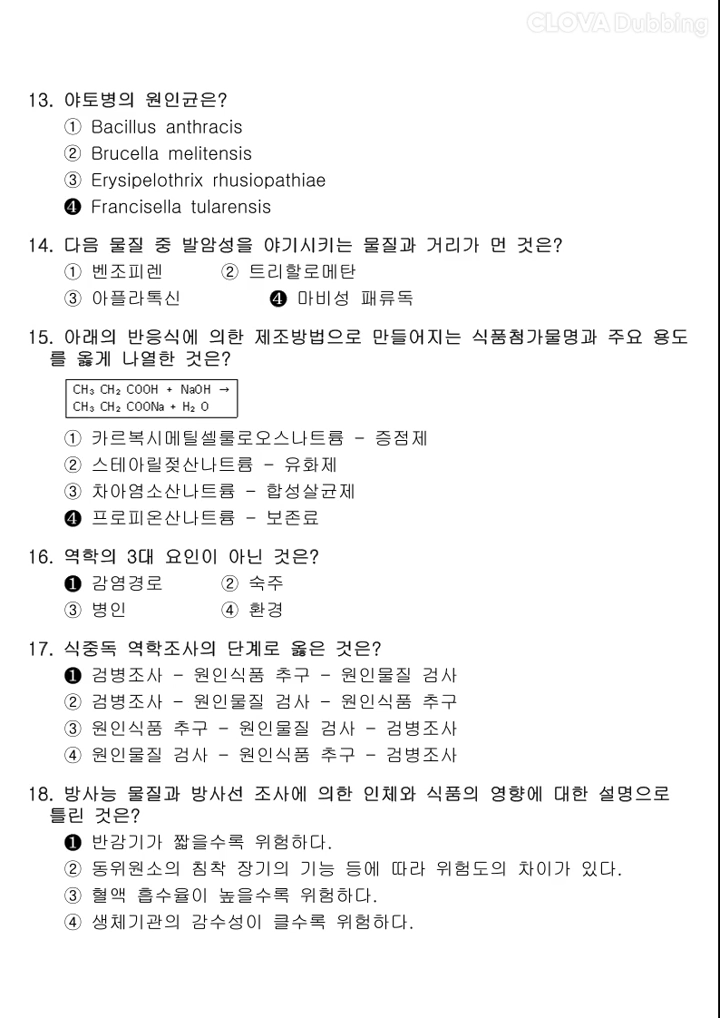 CLOVA Dubbing
13. 야토병의 원인균은?
① Bacillus anthracis
② Brucella melitensis
③ Erysipelothrix rhusiopathiae
❹ Francisella tularensis
14. 다음 물질 중 발암성을 야기시키는 물질과 거리가 먼 것은?
① 벤조피렌 ② 트리할로메탄
③ 아플라톡신 ❹ 마비성 패류독
15. 아래의 반응식에 의한 제조방법으로 만들어지는 식품첨가물명과 주요 용도
를 옳게 나열한 것은?
CH₃ CH₂ COOH + NaOH →
CH₃ CH₂ COONa + H₂ O
① 카르복시메틸셀룰로오스나트륨 - 증점제
② 스테아릴젖산나트륨 - 유화제
③ 차아염소산나트륨 - 합성살균제
❹ 프로피온산나트륨 - 보존료
16. 역학의 3대 요인이 아닌 것은?
❶ 감염경로 ② 숙주
③ 병인 ④ 환경
17. 식중독 역학조사의 단계로 옳은 것은?
❶ 검병조사 - 원인식품 추구 - 원인물질 검사
② 검병조사 - 원인물질 검사 - 원인식품 추구
③ 원인식품 추구 - 원인물질 검사 - 검병조사
④ 원인물질 검사 - 원인식품 추구 - 검병조사
18. 방사능 물질과 방사선 조사에 의한 인체와 식품의 영향에 대한 설명으로
틀린 것은?
❶ 반감기가 짧을수록 위험하다.
② 동위원소의 침착 장기의 기능 등에 따라 위험도의 차이가 있다.
③ 혈액 흡수율이 높을수록 위험하다.
④ 생체기관의 감수성이 클수록 위험하다.